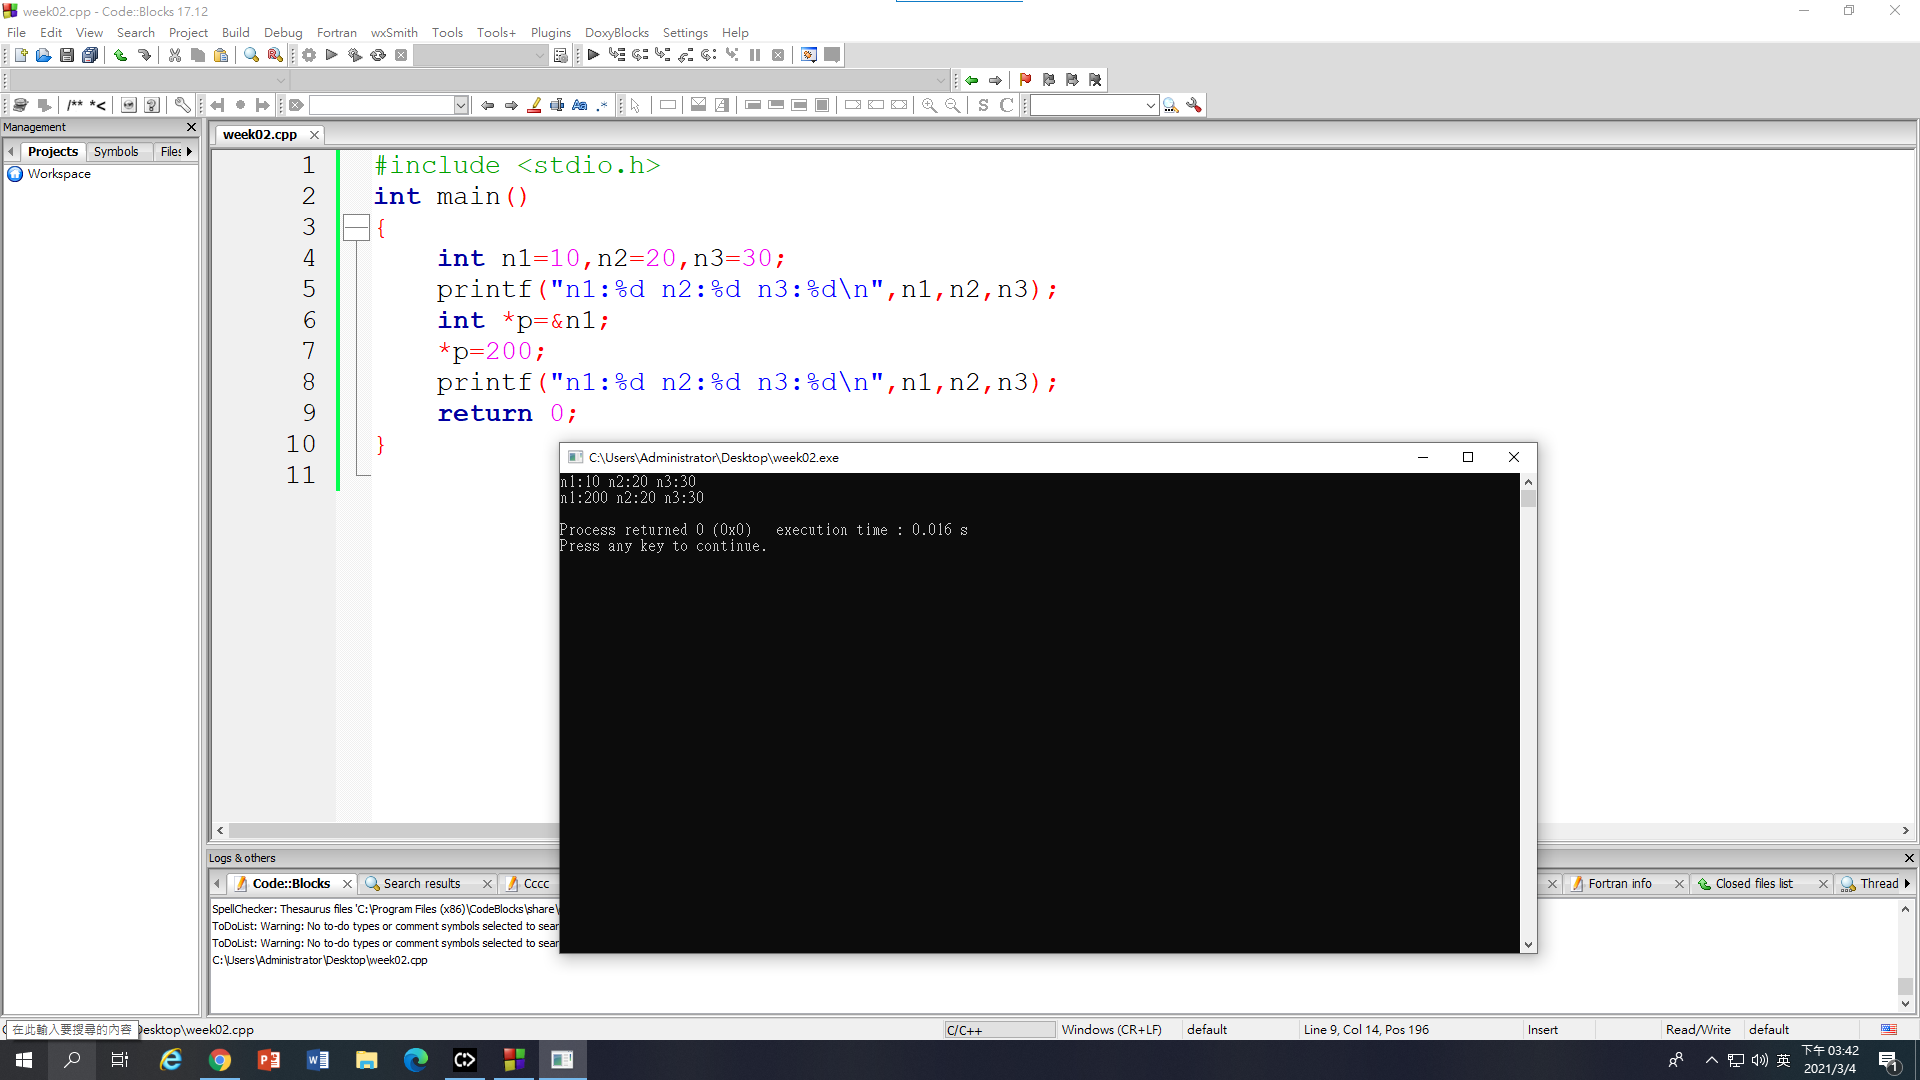 week02.cpp - Code::Blocks 17.12
File Edit View Search Project Build Debug Fortran wxSmith Tools Tools+ Plugins DoxyBlocks Settings Help
/** *<
S C
Management
Projects Symbols Files
Workspace
week02.cpp
1 #include <stdio.h>
2 int main()
3 {
4 int n1=10,n2=20,n3=30;
5 printf("n1:%d n2:%d n3:%d\n",n1,n2,n3);
6 int *p=&n1;
7 *p=200;
8 printf("n1:%d n2:%d n3:%d\n",n1,n2,n3);
9 return 0;
10 }
11
C:\Users\Administrator\Desktop\week02.exe
n1:10 n2:20 n3:30
n1:200 n2:20 n3:30
Process returned 0 (0x0) execution time : 0.016 s
Press any key to continue.
Logs & others
Code::Blocks Search results Cccc Fortran info Closed files list Thread
SpellChecker: Thesaurus files 'C:\Program Files (x86)\CodeBlocks\share\
ToDoList: Warning: No to-do types or comment symbols selected to sear
ToDoList: Warning: No to-do types or comment symbols selected to sear
C:\Users\Administrator\Desktop\week02.cpp
在此輸入要搜尋的內容 Desktop\week02.cpp C/C++ Windows (CR+LF) default Line 9, Col 14, Pos 196 Insert Read/Write default
英 下午 03:42
2021/3/4 1